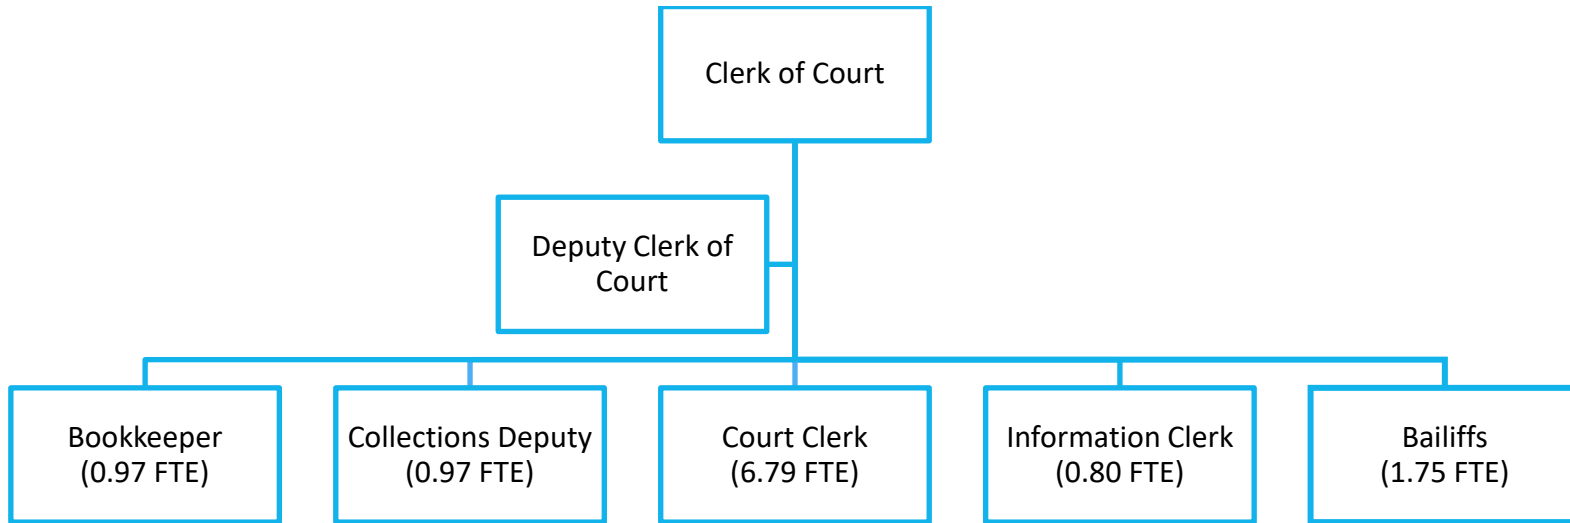 Clerk of Court
Deputy Clerk of
Court
Bookkeeper
(0.97 FTE)
Collections Deputy
(0.97 FTE)
Court Clerk
(6.79 FTE)
Information Clerk
(0.80 FTE)
Bailiffs
(1.75 FTE)